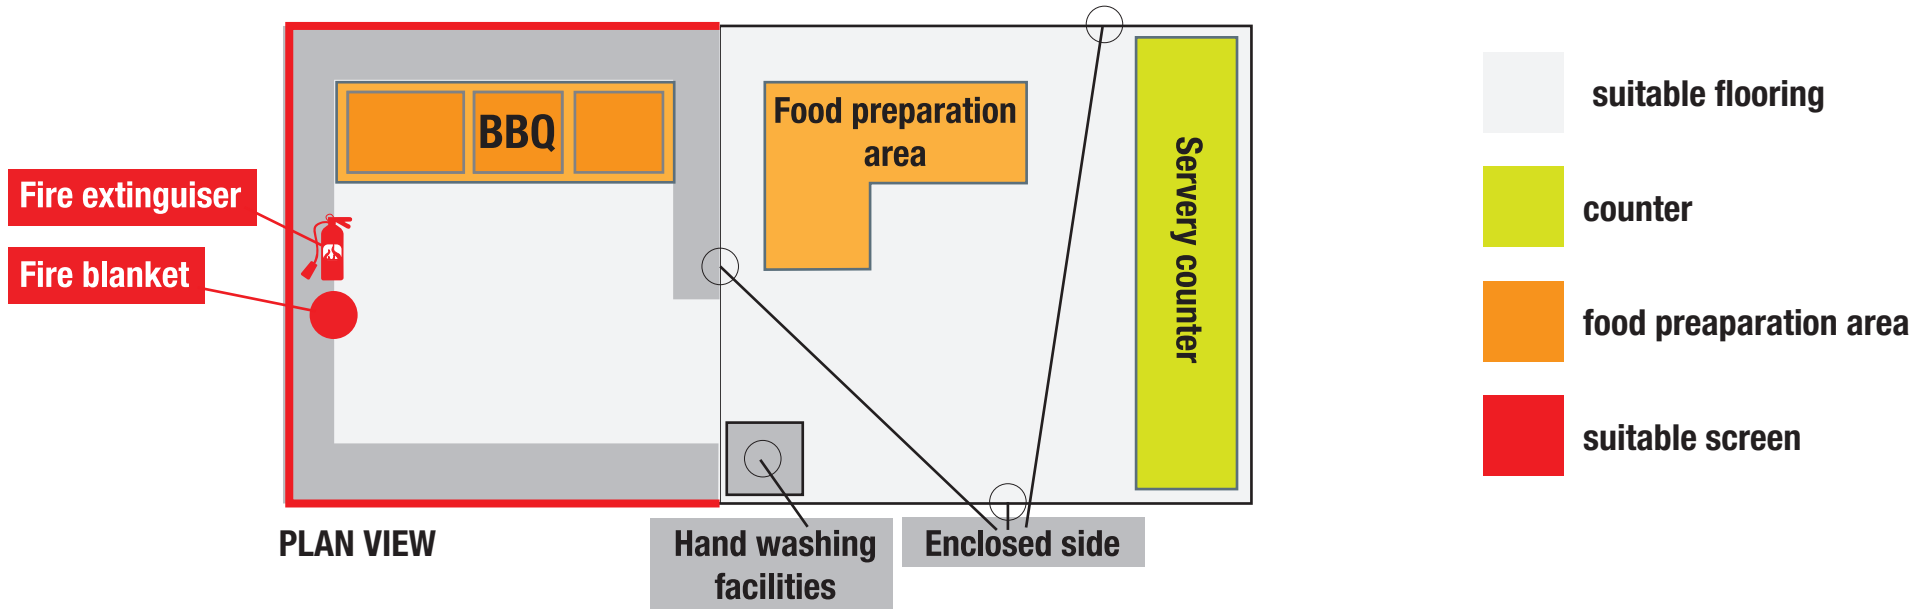 Fire extinguiser
Fire blanket
BBQ
Food preparation
area
Servery counter
PLAN VIEW
Hand washing
facilities
Enclosed side
suitable flooring
counter
food preaparation area
suitable screen